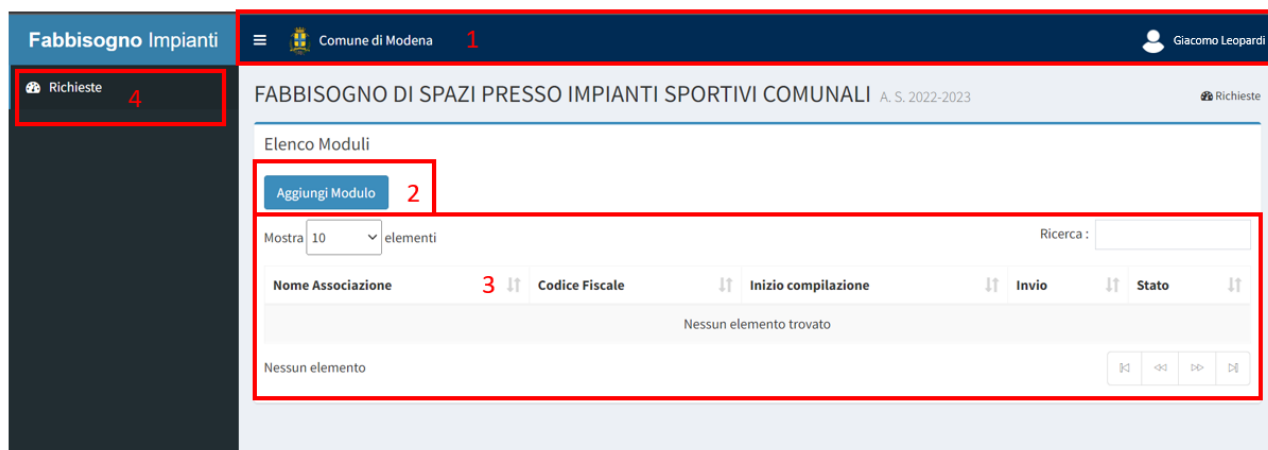 Fabbisogno Impianti
Comune di Modena 1 Giacomo Leopardi
Richieste
4
FABBISOGNO DI SPAZI PRESSO IMPIANTI SPORTIVI COMUNALI A. S. 2022-2023 Richieste
Elenco Moduli
Aggiungi Modulo 2
Mostra 10 elementi Ricerca :
Nome Associazione 3 Codice Fiscale Inizio compilazione Invio Stato
Nessun elemento trovato
Nessun elemento